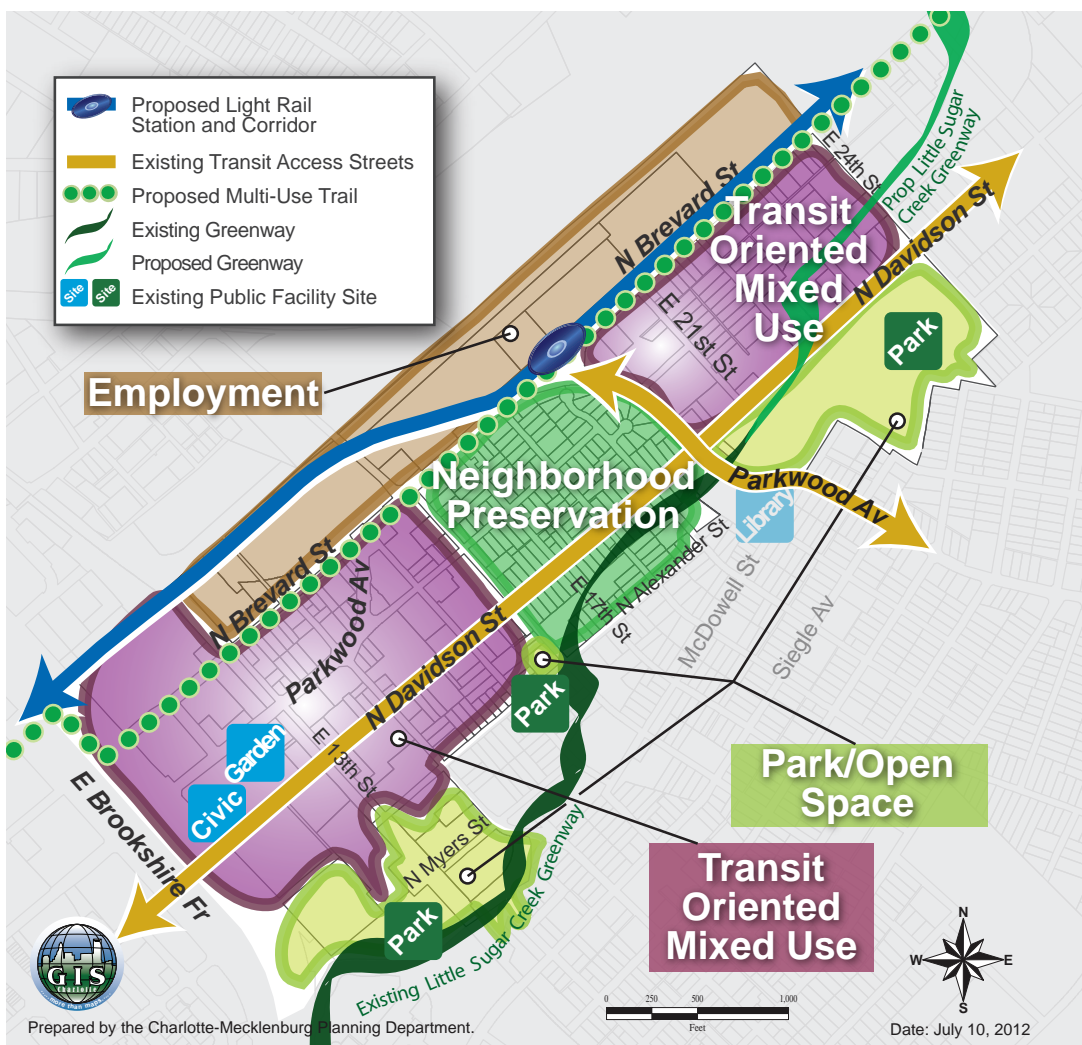 Proposed Light Rail
Station and Corridor
Existing Transit Access Streets
Proposed Multi-Use Trail
Existing Greenway
Proposed Greenway
Site Site Existing Public Facility Site
E 24th St
Prop Little Sugar
Creek Greenway
N Brevard St
Transit
Oriented
Mixed
Use
N Davidson St
E 21st St
Park
Employment
Neighborhood
Preservation
Parkwood Av
Library
N Brevard St
Parkwood Av
E 17th St
N Alexander St
McDowell St
Siegle Av
N Davidson St
Park
Garden
E 13th St
Civic
E Brookshire Fr
N Myers St
Park
Existing Little Sugar Creek Greenway
Park/Open
Space
Transit
Oriented
Mixed Use
GIS
Charlotte
...more than maps...
N
W E
S
0 250 500 1,000
Feet
Prepared by the Charlotte-Mecklenburg Planning Department.
Date: July 10, 2012